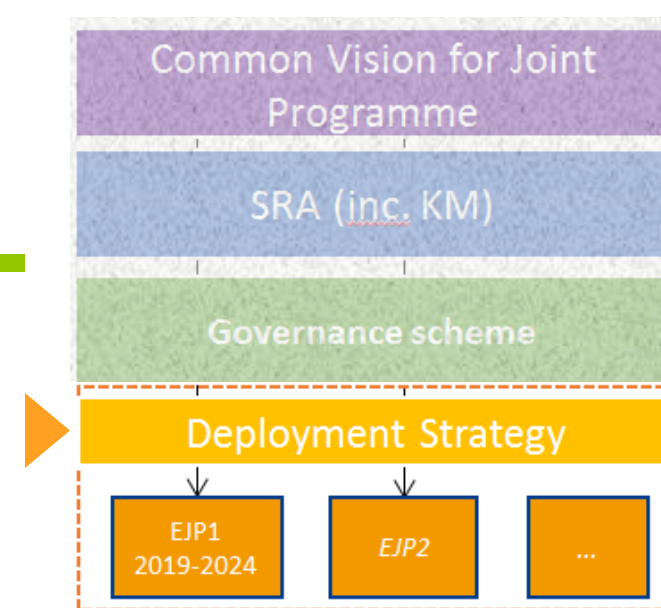 Common Vision for Joint
Programme
SRA (inc. KM)
Governance scheme
Deployment Strategy
EJP1
2019-2024
EJP2
...